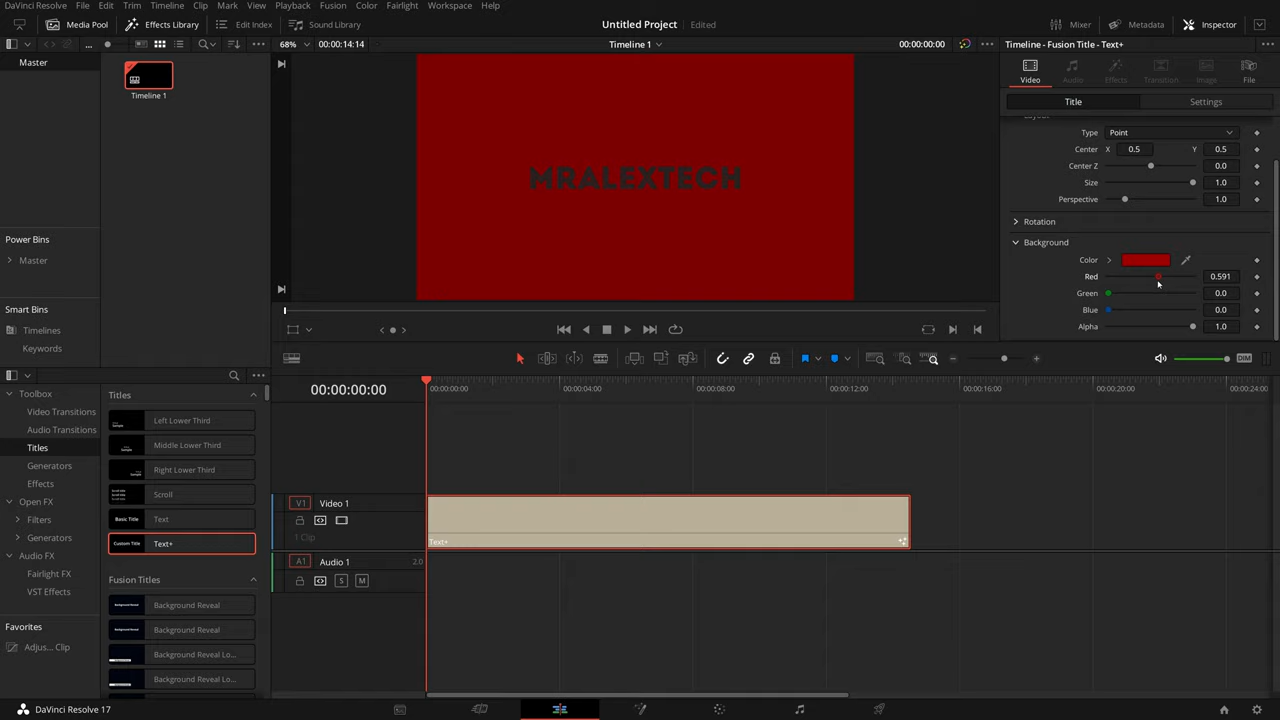 DaVinci Resolve File Edit Trim Timeline Clip Mark View Playback Fusion Color Fairlight Workspace Help
Media Pool Effects Library Edit Index Sound Library Untitled Project Edited Mixer Metadata Inspector
... 68% 00:00:14:14 Timeline 1 00:00:00:00 Timeline - Fusion Title - Text+
Master
Timeline 1
Power Bins
Master
Smart Bins
Timelines
Keywords
MRALEXTECH
Video Audio Effects Transition Image File
Title Settings
Layout
Type Point
Center X 0.5 Y 0.5
Center Z 0.0
Size 1.0
Perspective 1.0
Rotation
Background
Color
Red 0.591
Green 0.0
Blue 0.0
Alpha 1.0
DIM
Toolbox
Video Transitions
Audio Transitions
Titles
Generators
Effects
Open FX
Filters
Generators
Audio FX
Fairlight FX
VST Effects
Favorites
Adjus... Clip
Titles
Left Lower Third
Middle Lower Third
Right Lower Third
Scroll
Basic Title Text
Custom Title Text+
Fusion Titles
Background Reveal Background Reveal
Background Reveal Background Reveal
Background Reveal Lo...
Background Reveal Lo...
00:00:00:00 00:00:00:00 00:00:04:00 00:00:08:00 00:00:12:00 00:00:16:00 00:00:20:00 00:00:24:00
V1 Video 1
1 Clip
Text+
A1 Audio 1 2.0
S M
DaVinci Resolve 17